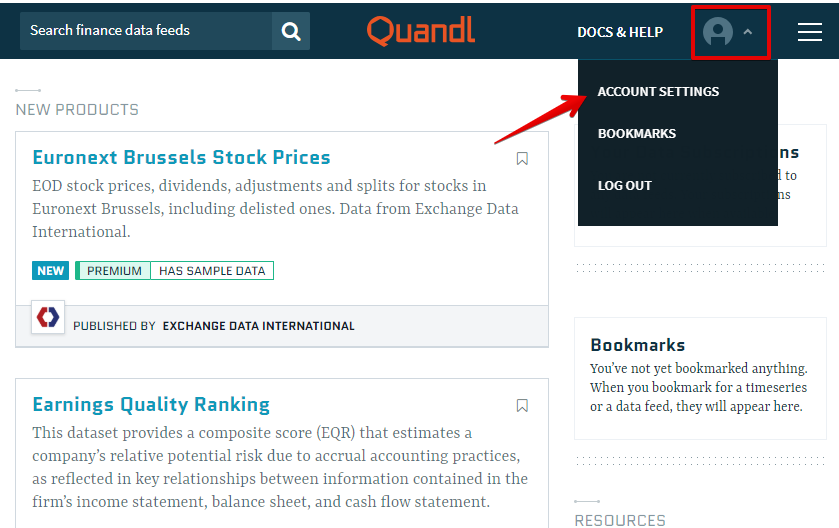 Search finance data feeds
Quandl
DOCS & HELP
ACCOUNT SETTINGS
BOOKMARKS
LOG OUT
NEW PRODUCTS
Euronext Brussels Stock Prices
EOD stock prices, dividends, adjustments and splits for stocks in
Euronext Brussels, including delisted ones. Data from Exchange Data
International.
NEW PREMIUM HAS SAMPLE DATA
PUBLISHED BY EXCHANGE DATA INTERNATIONAL
Earnings Quality Ranking
This dataset provides a composite score (EQR) that estimates a
company's relative potential risk due to accrual accounting practices,
as reflected in key relationships between information contained in the
firm's income statement, balance sheet, and cash flow statement.
to
Bookmarks
You've not yet bookmarked anything.
When you bookmark for a timeseries
or a data feed, they will appear here.
RESOURCES